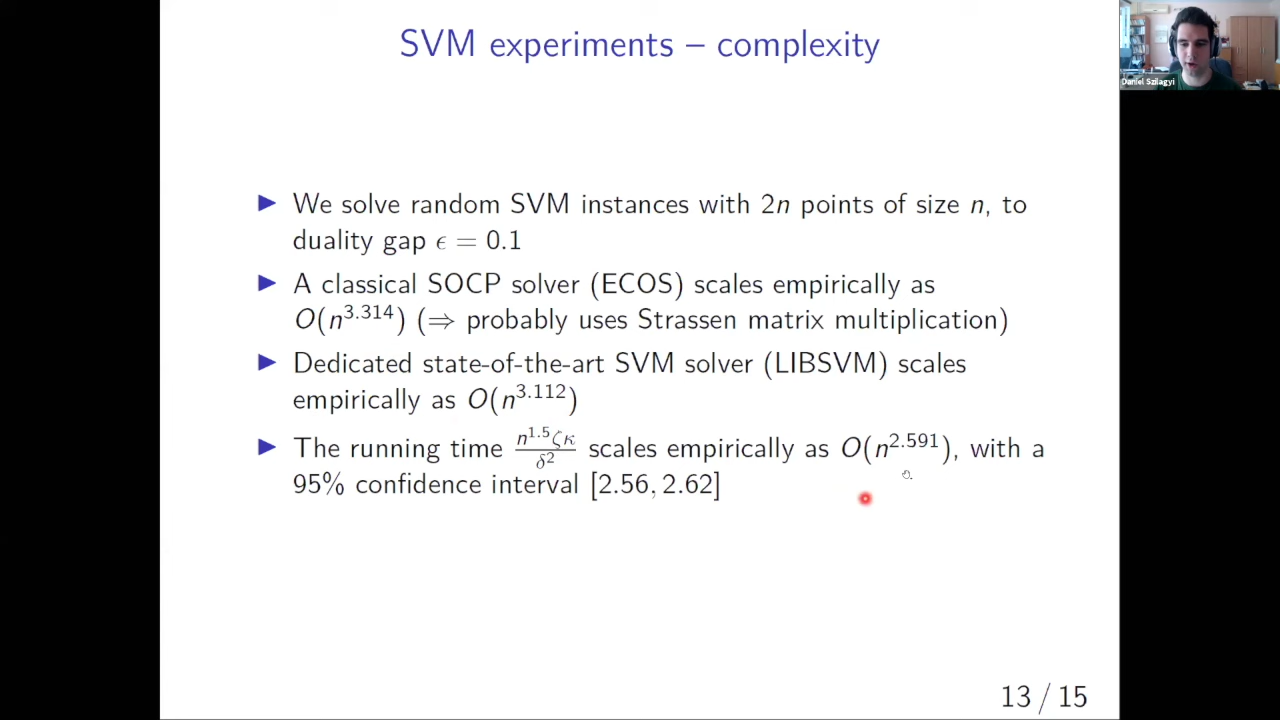 SVM experiments – complexity
Daniel Szilagyi
▶ We solve random SVM instances with 2n points of size n, to
duality gap ϵ = 0.1
▶ A classical SOCP solver (ECOS) scales empirically as
O(n^3.314) (⇒ probably uses Strassen matrix multiplication)
▶ Dedicated state-of-the-art SVM solver (LIBSVM) scales
empirically as O(n^3.112)
▶ The running time n^1.5ζκ/δ^2 scales empirically as O(n^2.591), with a
95% confidence interval [2.56, 2.62]
13 / 15